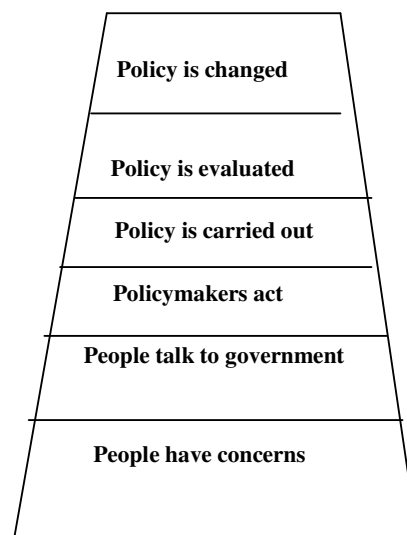 Policy is changed
Policy is evaluated
Policy is carried out
Policymakers act
People talk to government
People have concerns